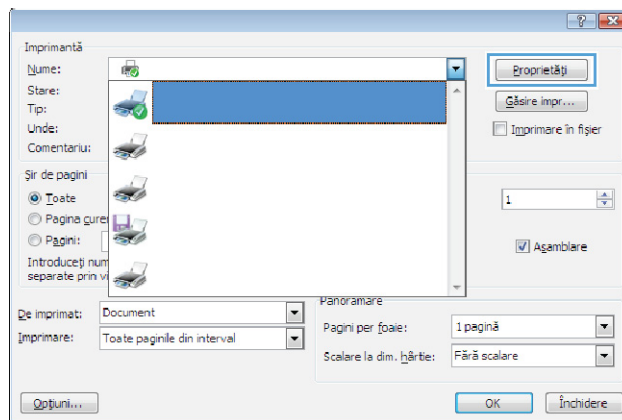 Imprimantă
Nume:
Proprietăți
Stare:
Găsire impr...
Tip:
Unde:
Imprimare în fișier
Comentariu:
Șir de pagini
Toate
1
Pagina curen
Pagini:
Asamblare
Introduceți num
separate prin vi
De imprimat: Document
Imprimare: Toate paginile din interval
Panoramare
Pagini per foaie: 1 pagină
Scalare la dim. hârtie: Fără scalare
Opțiuni...
OK
Închidere